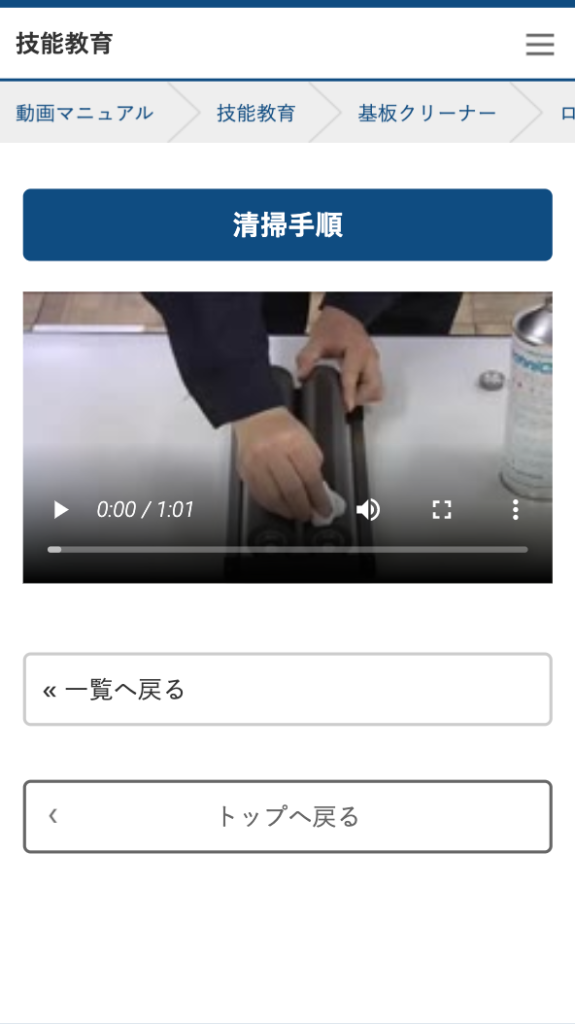 技能教育
動画マニュアル 技能教育 基板クリーナー
清掃手順
0:00 / 1:01
« 一覧へ戻る
‹ トップへ戻る